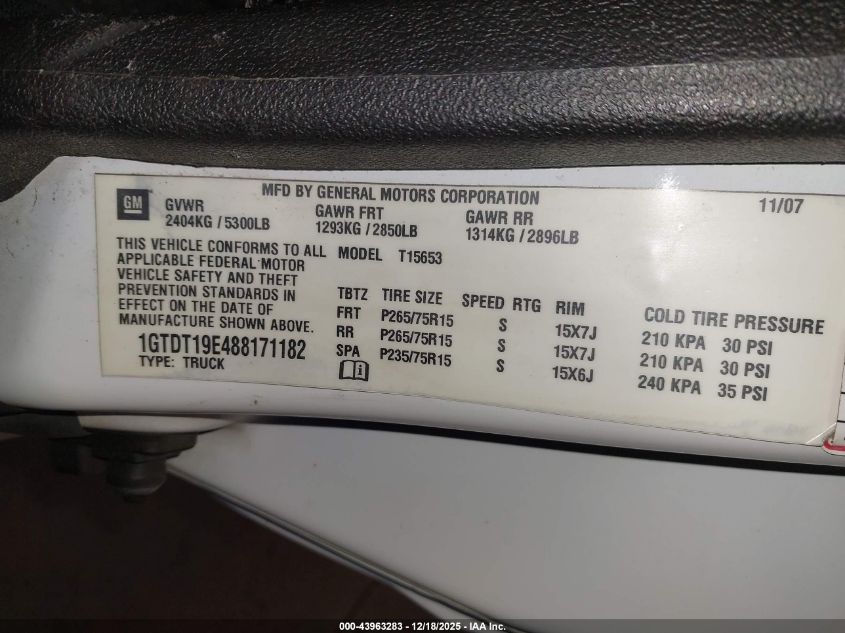 MFD BY GENERAL MOTORS CORPORATION
11/07
GM
GVWR
2404KG / 5300LB
GAWR FRT
1293KG / 2850LB
GAWR RR
1314KG / 2896LB
THIS VEHICLE CONFORMS TO ALL
APPLICABLE FEDERAL MOTOR
VEHICLE SAFETY AND THEFT
PREVENTION STANDARDS IN
EFFECT ON THE DATE OF
MANUFACTURE SHOWN ABOVE.
1GTDT19E488171182
TYPE: TRUCK
MODEL T15653
TBTZ TIRE SIZE SPEED RTG RIM COLD TIRE PRESSURE
FRT P265/75R15 S 15X7J 210 KPA 30 PSI
RR P265/75R15 S 15X7J 210 KPA 30 PSI
SPA P235/75R15 S 15X6J 240 KPA 35 PSI
000-43963283 - 12/18/2025 - IAA Inc.